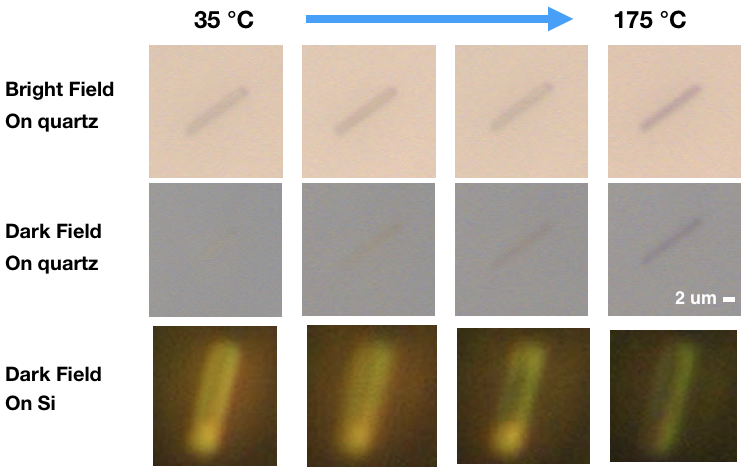 35 °C
175 °C
Bright Field
On quartz
Dark Field
On quartz
2 um
Dark Field
On Si